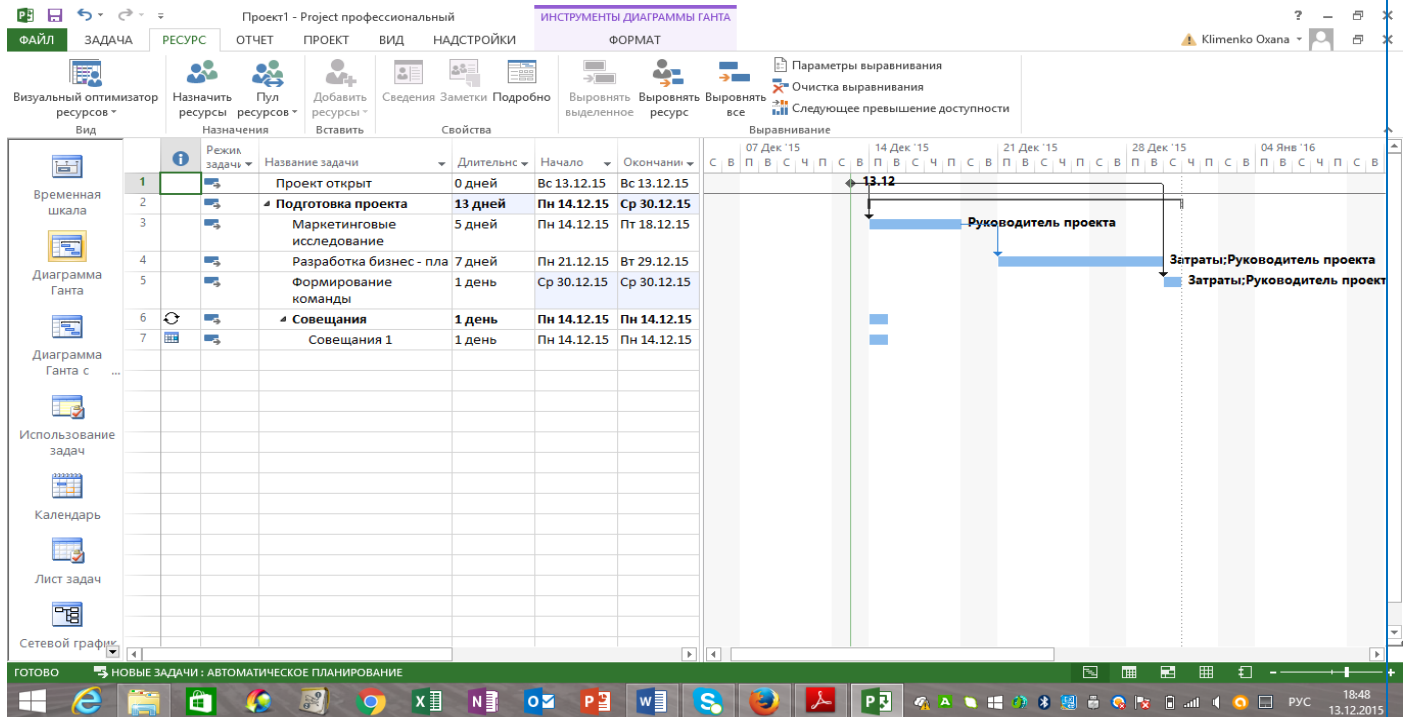 Проект1 - Project профессиональный
ИНСТРУМЕНТЫ ДИАГРАММЫ ГАНТА
?
ФАЙЛ ЗАДАЧА РЕСУРС ОТЧЕТ ПРОЕКТ ВИД НАДСТРОЙКИ ФОРМАТ Klimenko Oxana
Визуальный оптимизатор ресурсов
Назначить ресурсы
Пул ресурсов
Добавить ресурсы
Сведения Заметки Подробно
Выровнять выделенное
Выровнять ресурс
Выровнять все
Параметры выравнивания
Очистка выравнивания
Следующее превышение доступности
Вид Назначения Вставить Свойства Выравнивание
Режим задачи Название задачи Длительнс Начало Окончани
07 Дек '15 14 Дек '15 21 Дек '15 28 Дек '15 04 Янв '16
С В П В С Ч П С В П В С Ч П С В П В С Ч П С В П В С Ч П С В П В С Ч П С В
1 Проект открыт 0 дней Вс 13.12.15 Вс 13.12.15
2 Подготовка проекта 13 дней Пн 14.12.15 Ср 30.12.15
3 Маркетинговые исследование 5 дней Пн 14.12.15 Пт 18.12.15
4 Разработка бизнес - пла 7 дней Пн 21.12.15 Вт 29.12.15
5 Формирование команды 1 день Ср 30.12.15 Ср 30.12.15
6 Совещания 1 день Пн 14.12.15 Пн 14.12.15
7 Совещания 1 1 день Пн 14.12.15 Пн 14.12.15
13.12
Руководитель проекта
Затраты;Руководитель проекта
Затраты;Руководитель проект
Временная шкала
Диаграмма Ганта
Диаграмма Ганта с ...
Использование задач
Календарь
Лист задач
Сетевой график
ГОТОВО НОВЫЕ ЗАДАЧИ : АВТОМАТИЧЕСКОЕ ПЛАНИРОВАНИЕ
РУС
18:48
13.12.2015